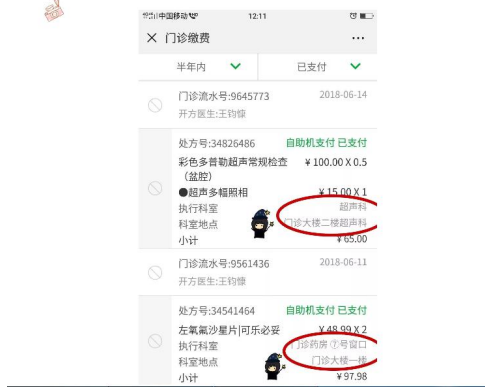 中国移动 12:11
门诊缴费 ...
半年内 已支付
门诊流水号:9645773 2018-06-14
开方医生:王钧慷
处方号:34826486 自助机支付 已支付
彩色多普勒超声常规检查 ¥ 100.00 X 0.5
（盆腔）
●超声多幅照相 ¥ 15.00 X 1
执行科室 超声科
科室地点 门诊大楼二楼超声科
小计 ¥ 65.00
门诊流水号:9561436 2018-06-11
开方医生:王钧慷
处方号:34541464 自助机支付 已支付
左氧氟沙星片|可乐必妥 ¥ 48.99 X 2
执行科室 门诊药房 ⑦号窗口
科室地点 门诊大楼一楼
小计 ¥ 97.98